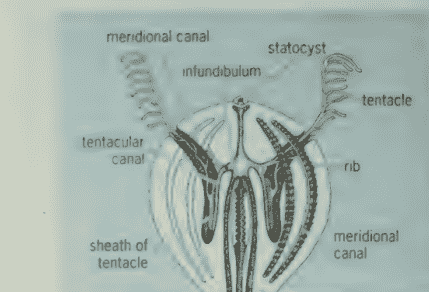 meridional canal
statocyst
infundibulum
tentacle
tentacular
canal
rib
sheath of
tentacle
meridional
canal